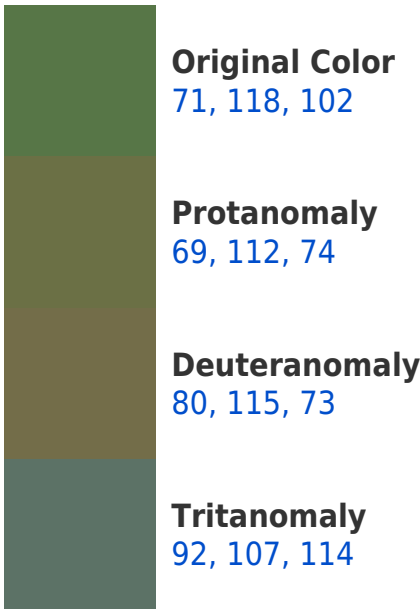 Original Color
71, 118, 102
Protanomaly
69, 112, 74
Deuteranomaly
80, 115, 73
Tritanomaly
92, 107, 114